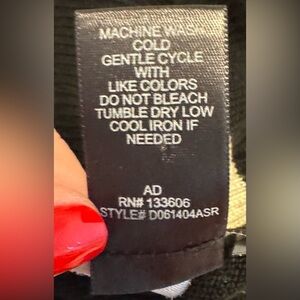 MACHINE WASH
COLD
GENTLE CYCLE
WITH
LIKE COLORS
DO NOT BLEACH
TUMBLE DRY LOW
COOL IRON IF
NEEDED
AD
RN# 133606
STYLE# D061404ASR